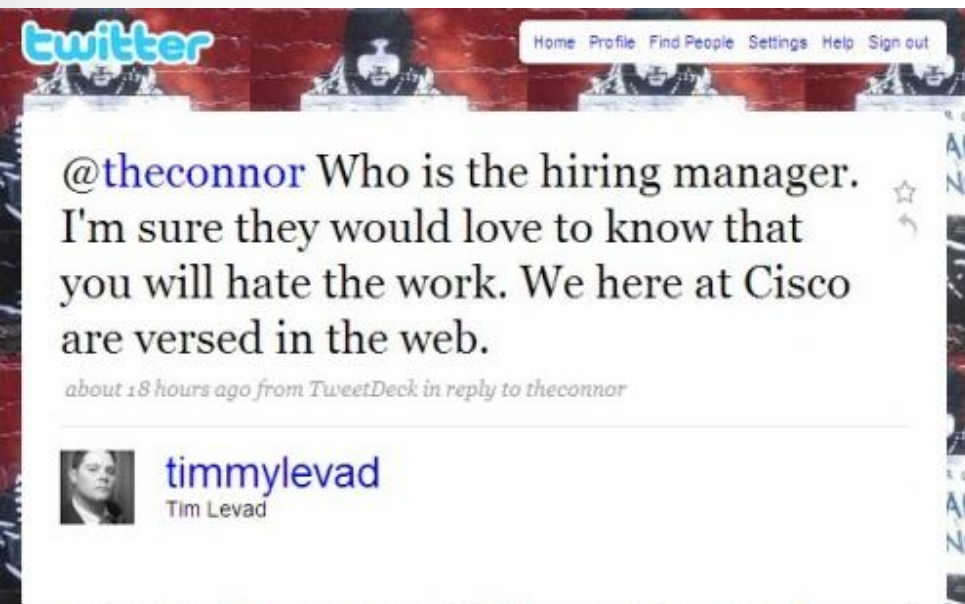 twitter
Home Profile Find People Settings Help Sign out
@theconnor Who is the hiring manager.
I'm sure they would love to know that
you will hate the work. We here at Cisco
are versed in the web.
about 18 hours ago from TweetDeck in reply to theconnor
timmylevad
Tim Levad